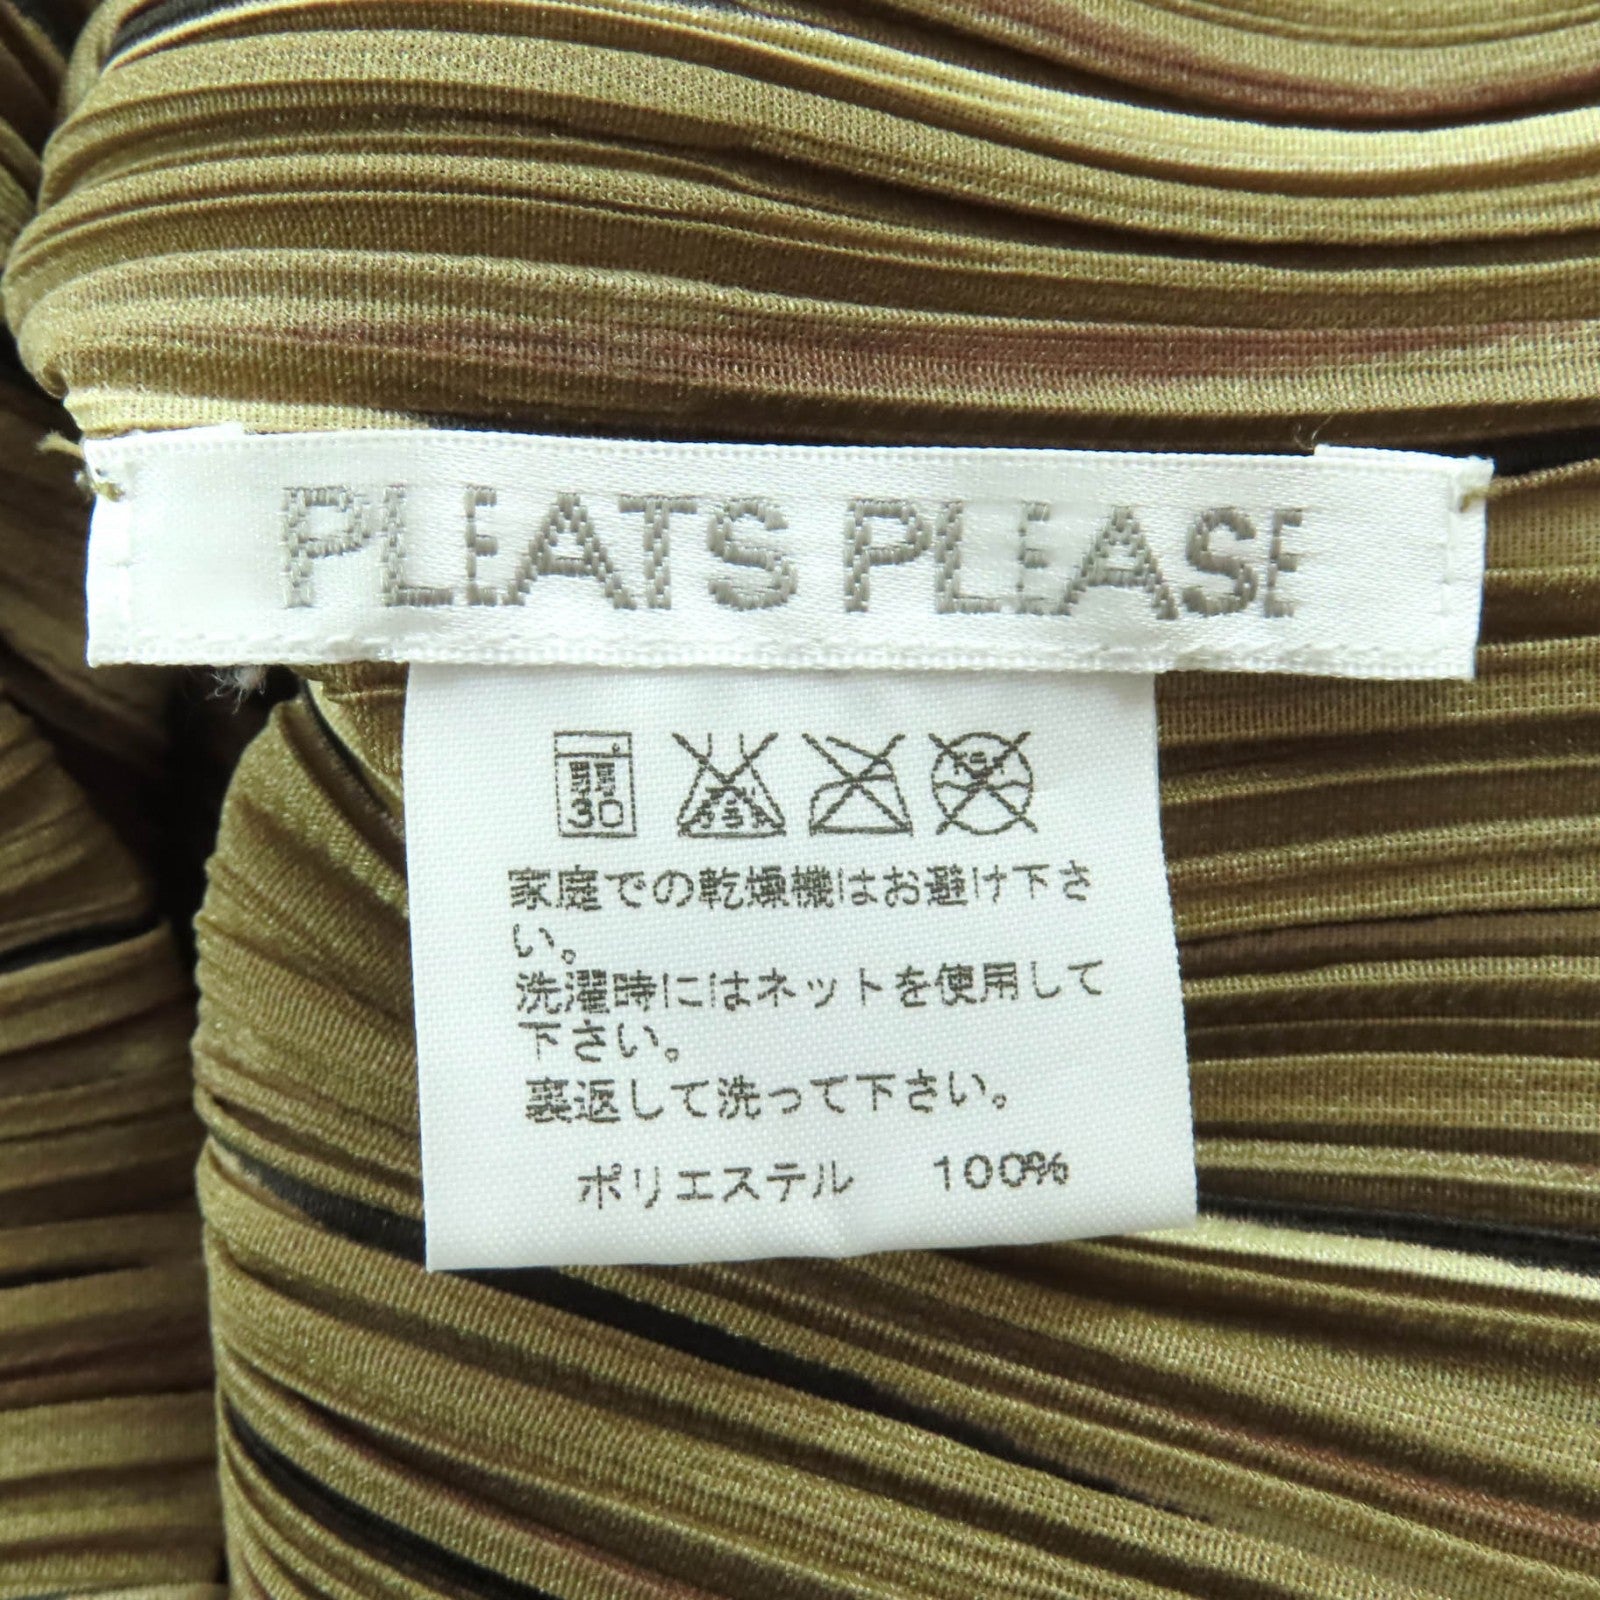 PLEATS PLEASE
30
家庭での乾燥機はお避け下さ
い。
洗濯時にはネットを使用して
下さい。
裏返して洗って下さい。
ポリエステル 100%